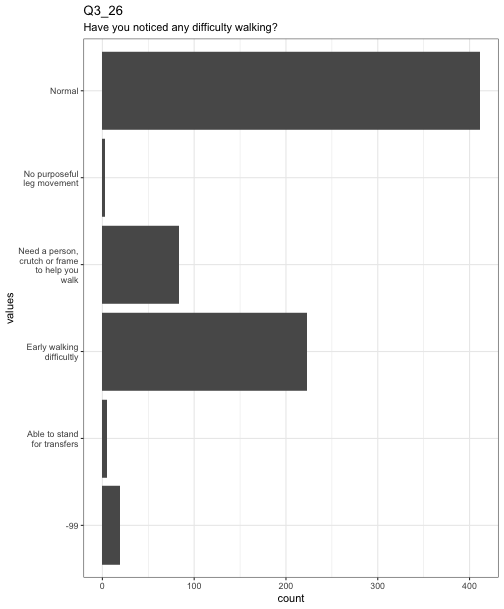 Q3_26
Have you noticed any difficulty walking?
Normal
No purposeful
leg movement
Need a person,
crutch or frame
to help you
walk
Early walking
difficultly
Able to stand
for transfers
-99
values
0 100 200 300 400
count